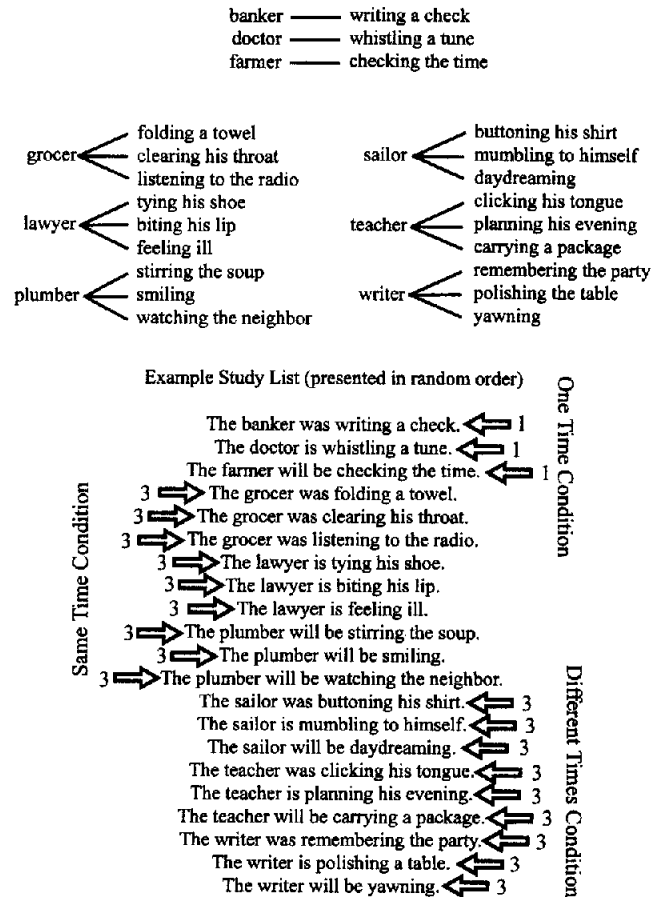 banker writing a check
doctor whistling a tune
farmer checking the time
folding a towel
grocer clearing his throat
listening to the radio
tying his shoe
lawyer biting his lip
feeling ill
stirring the soup
plumber smiling
watching the neighbor
buttoning his shirt
sailor mumbling to himself
daydreaming
clicking his tongue
teacher planning his evening
carrying a package
remembering the party
writer polishing the table
yawning
Example Study List (presented in random order)
One Time Condition
The banker was writing a check. 1
The doctor is whistling a tune. 1
The farmer will be checking the time. 1
Same Time Condition
3 The grocer was folding a towel.
3 The grocer was clearing his throat.
3 The grocer was listening to the radio.
3 The lawyer is tying his shoe.
3 The lawyer is biting his lip.
3 The lawyer is feeling ill.
3 The plumber will be stirring the soup.
3 The plumber will be smiling.
3 The plumber will be watching the neighbor.
Different Times Condition
The sailor was buttoning his shirt. 3
The sailor is mumbling to himself. 3
The sailor will be daydreaming. 3
The teacher was clicking his tongue. 3
The teacher is planning his evening. 3
The teacher will be carrying a package. 3
The writer was remembering the party. 3
The writer is polishing a table. 3
The writer will be yawning. 3